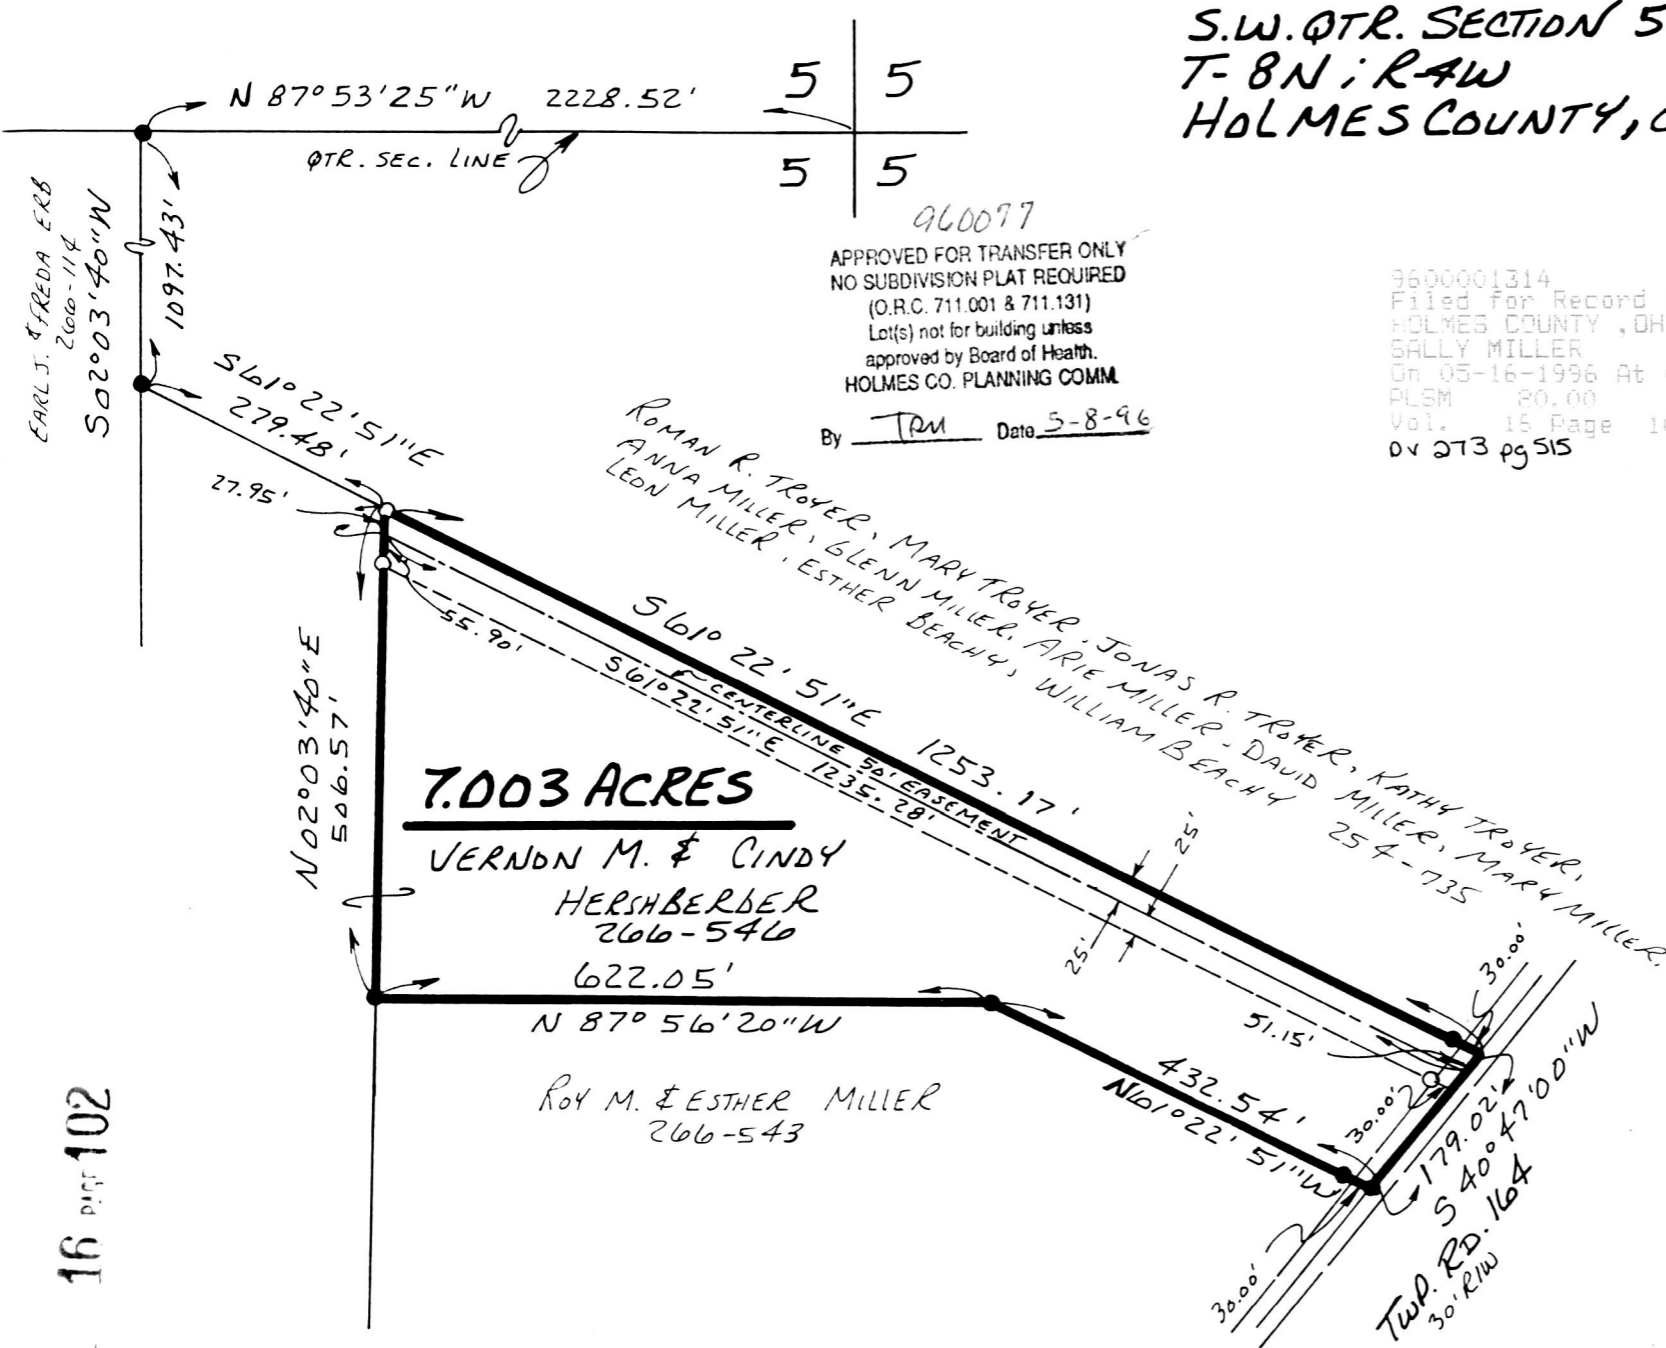 S.W. QTR. SECTION 5
T-8N ; R-4W
HOLMES COUNTY,
N 87° 53' 25" W 2228.52'
5 5
QTR. SEC. LINE
5 5
960077
APPROVED FOR TRANSFER ONLY
NO SUBDIVISION PLAT REQUIRED
(O.R.C. 711.001 & 711.131)
Lot(s) not for building unless
approved by Board of Health.
HOLMES CO. PLANNING COMM.
By Date 5-8-96
9600001314
Filed for Record
HOLMES COUNTY , OH
SALLY MILLER
On 05-16-1996 At
PLSM 20.00
Vol. 16 Page
DV 273 pg 515
EARL J. & FREDA ERB
266-114
S 02° 03' 40" W
1097.43'
S 61° 22' 51" E
279.48'
27.95'
55.90'
ROMAN R. TROYER, MARY TROYER, JONAS R. TROYER, KATHY TROYER,
ANNA MILLER, GLENN MILLER, ARIE MILLER - DAVID MILLER, MARY MILLER,
LEON MILLER, ESTHER BEACHY, WILLIAM BEACHY 254-735
S 61° 22' 51" E 1253.17'
CENTERLINE 50' EASEMENT
S 61° 22' 51" E 1235.28'
N 02° 03' 40" E
506.57'
7.003 ACRES
VERNON M. & CINDY
HERSHBERGER
266-546
25'
25'
622.05'
N 87° 56' 20" W
30.00'
51.15'
30.00'
432.54'
N 61° 22' 51" W
179.02'
S 40° 47' 00" W
TWP. RD. 164
30' R/W
30.00'
ROY M. & ESTHER MILLER
266-543
16 PAGE 102